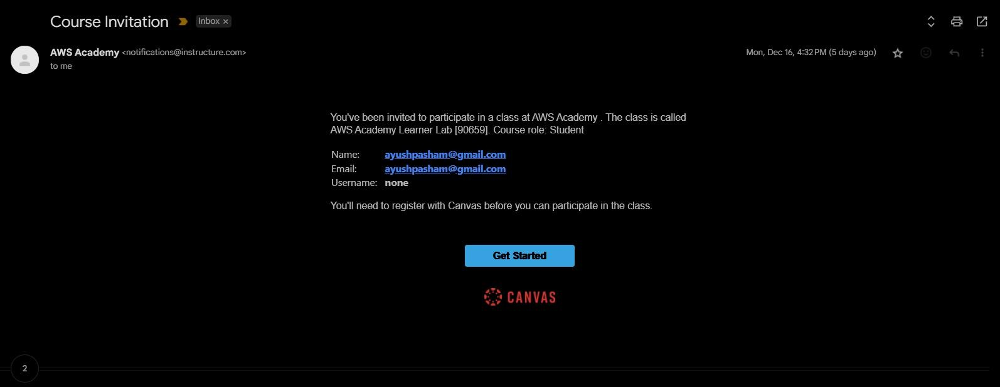 Course Invitation
Inbox ×
AWS Academy <notifications@instructure.com>
Mon, Dec 16, 4:32 PM (5 days ago)
to me
You've been invited to participate in a class at AWS Academy . The class is called
AWS Academy Learner Lab [90659]. Course role: Student
Name: ayushpasham@gmail.com
Email: ayushpasham@gmail.com
Username: none
You'll need to register with Canvas before you can participate in the class.
Get Started
CANVAS
2